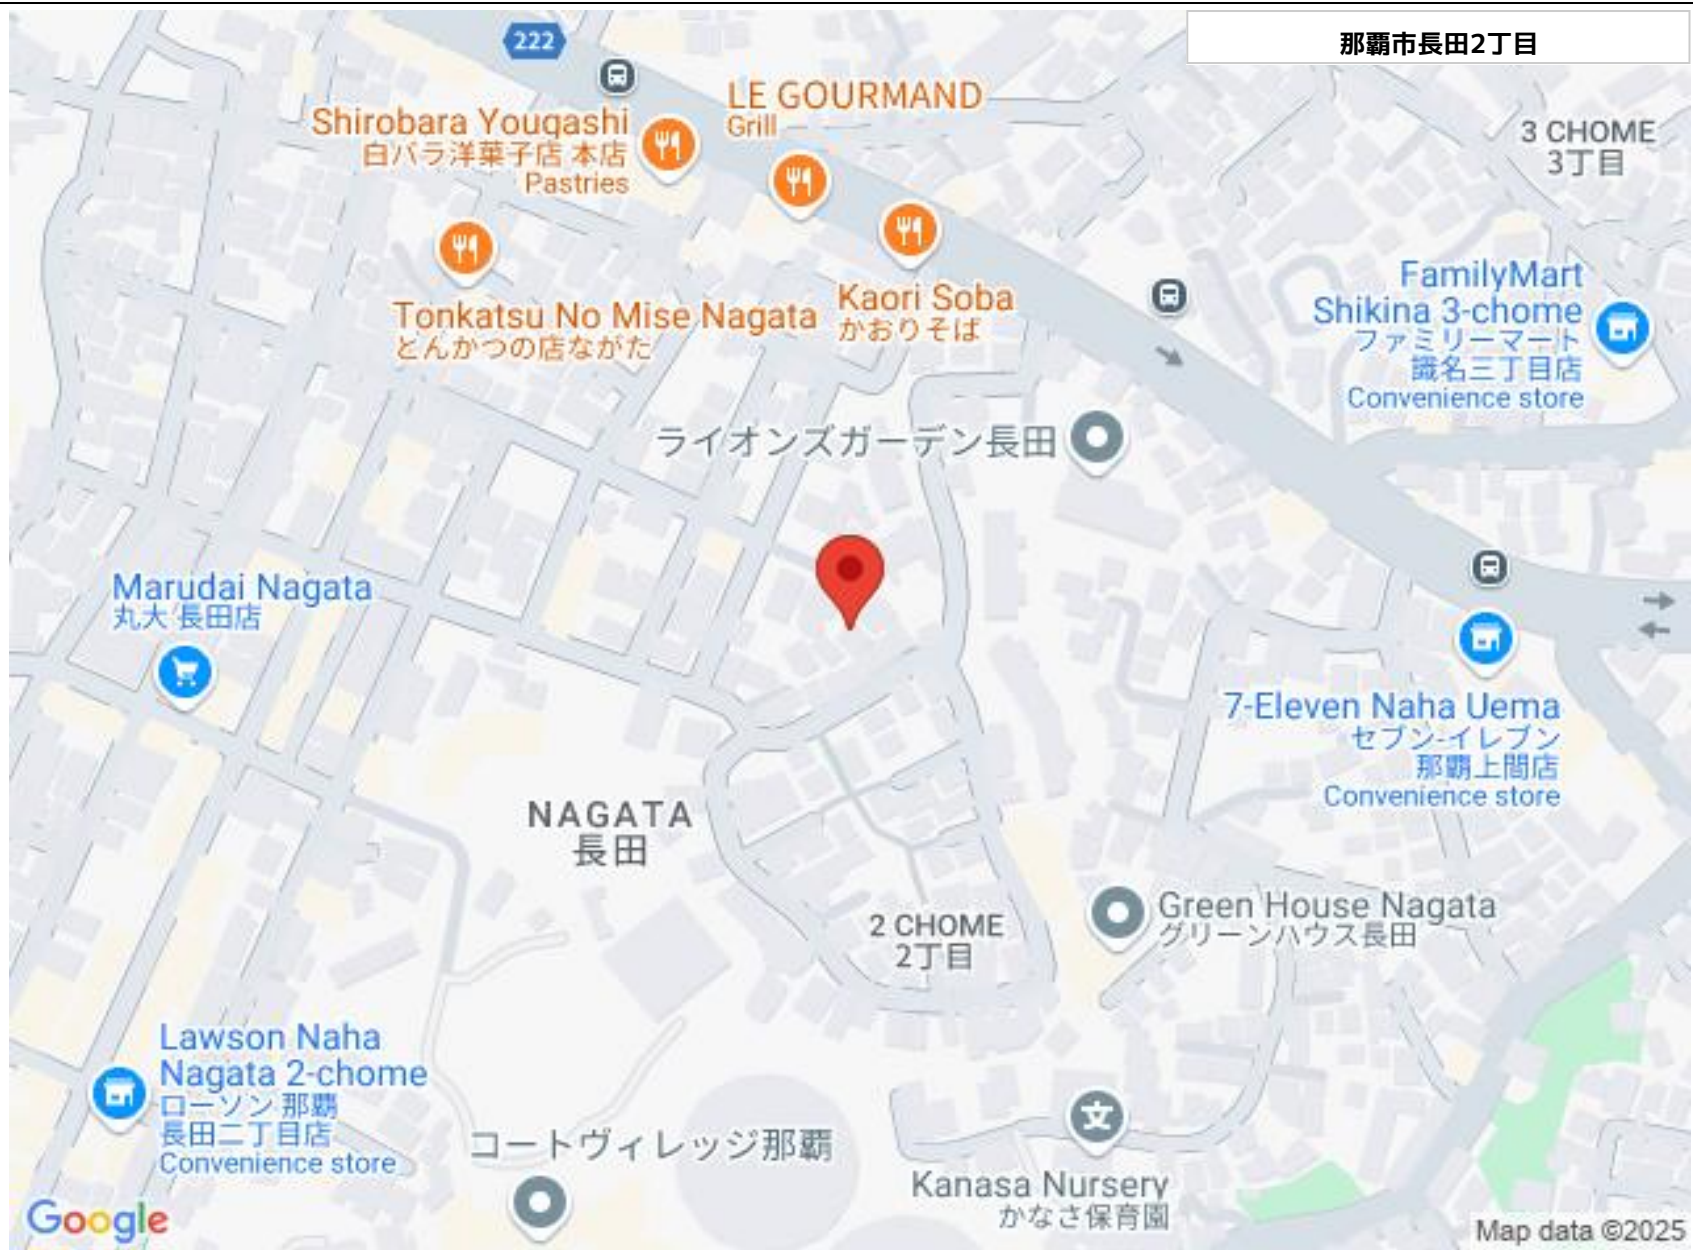 那覇市長田2丁目
222
LE GOURMAND
Grill
Shirobara Yougashi
白バラ洋菓子店 本店
Pastries
3 CHOME
3丁目
Tonkatsu No Mise Nagata
とんかつの店ながた
Kaori Soba
かおりそば
FamilyMart
Shikina 3-chome
ファミリーマート
識名三丁目店
Convenience store
ライオンズガーデン長田
Marudai Nagata
丸大 長田店
7-Eleven Naha Uema
セブン-イレブン
那覇上間店
Convenience store
NAGATA
長田
2 CHOME
2丁目
Green House Nagata
グリーンハウス長田
Lawson Naha
Nagata 2-chome
ローソン 那覇
長田二丁目店
Convenience store
コートヴィレッジ那覇
文
Kanasa Nursery
かなさ保育園
Google
Map data ©2025